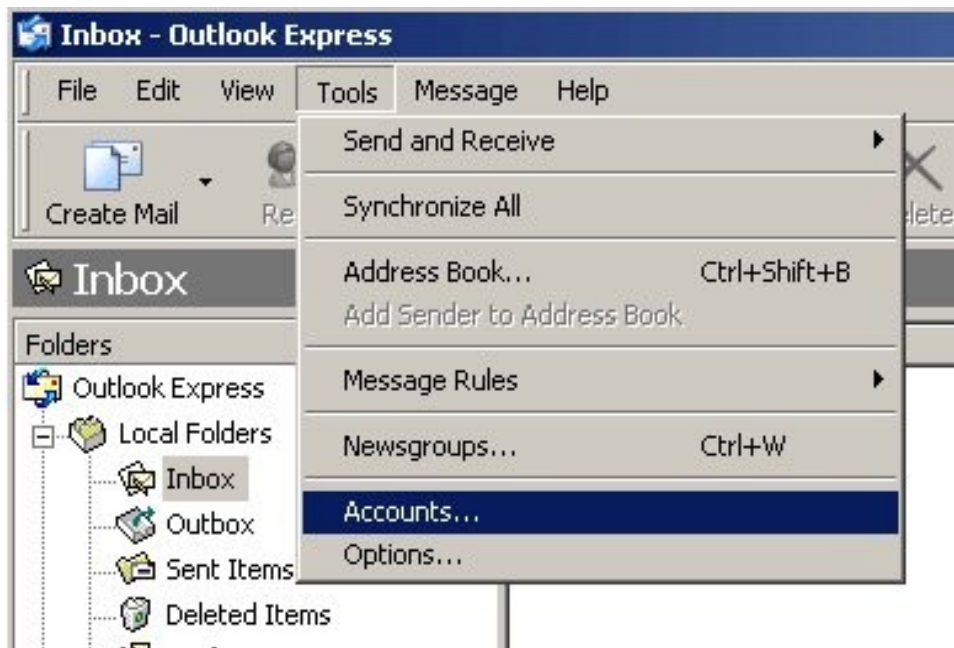 Inbox - Outlook Express
File Edit View Tools Message Help
Send and Receive
Create Mail Re elete
Synchronize All
Inbox
Address Book... Ctrl+Shift+B
Add Sender to Address Book
Folders
Outlook Express
Message Rules
Local Folders
Newsgroups... Ctrl+W
Inbox
Accounts...
Outbox
Options...
Sent Items
Deleted Items